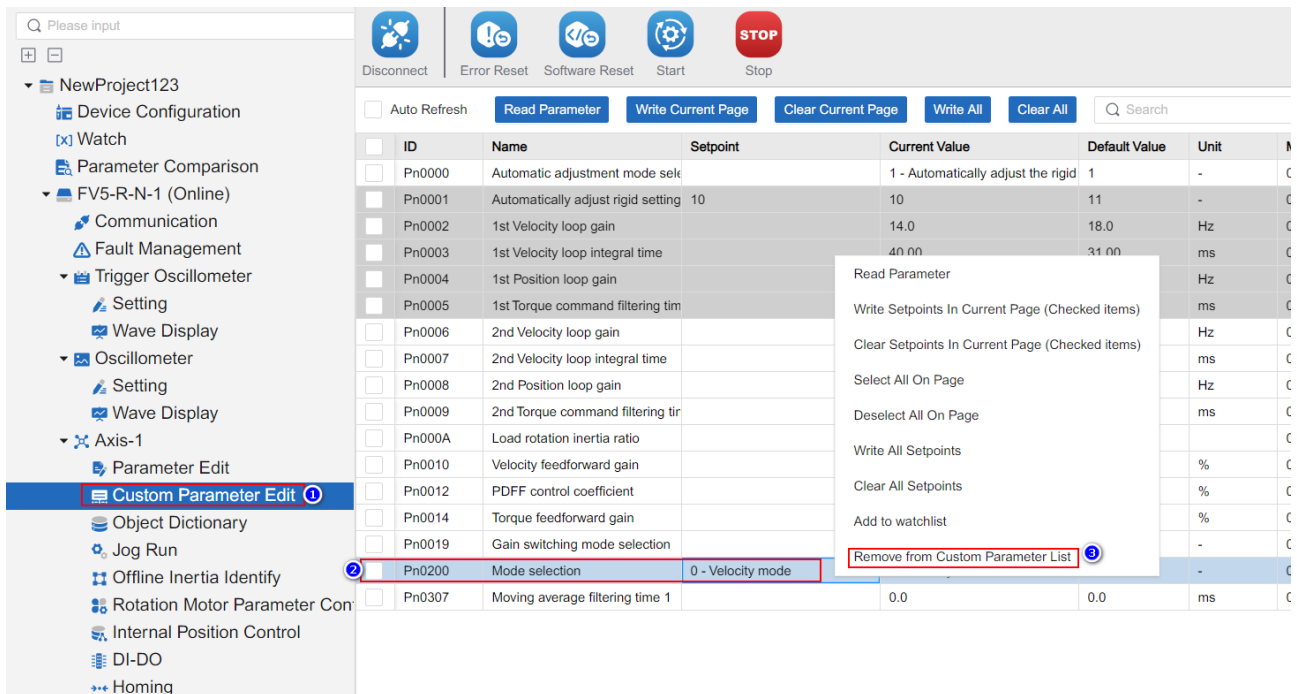 Please input
Disconnect Error Reset Software Reset Start STOP Stop
NewProject123
Device Configuration
[x] Watch
Parameter Comparison
FV5-R-N-1 (Online)
Communication
Fault Management
Trigger Oscillometer
Setting
Wave Display
Oscillometer
Setting
Wave Display
Axis-1
Parameter Edit
Custom Parameter Edit 1
Object Dictionary
Jog Run
Offline Inertia Identify
Rotation Motor Parameter Con
Internal Position Control
DI-DO
Homing
Auto Refresh Read Parameter Write Current Page Clear Current Page Write All Clear All Search
ID Name Setpoint Current Value Default Value Unit
Pn0000 Automatic adjustment mode sele 1 - Automatically adjust the rigid 1 -
Pn0001 Automatically adjust rigid setting 10 10 11 -
Pn0002 1st Velocity loop gain 14.0 18.0 Hz
Pn0003 1st Velocity loop integral time 40.00 31.00 ms
Pn0004 1st Position loop gain Hz
Pn0005 1st Torque command filtering tim ms
Pn0006 2nd Velocity loop gain Hz
Pn0007 2nd Velocity loop integral time ms
Pn0008 2nd Position loop gain Hz
Pn0009 2nd Torque command filtering tir ms
Pn000A Load rotation inertia ratio
Pn0010 Velocity feedforward gain %
Pn0012 PDFF control coefficient %
Pn0014 Torque feedforward gain %
Pn0019 Gain switching mode selection -
2 Pn0200 Mode selection 0 - Velocity mode -
Pn0307 Moving average filtering time 1 0.0 0.0 ms
Read Parameter
Write Setpoints In Current Page (Checked items)
Clear Setpoints In Current Page (Checked items)
Select All On Page
Deselect All On Page
Write All Setpoints
Clear All Setpoints
Add to watchlist
Remove from Custom Parameter List 3